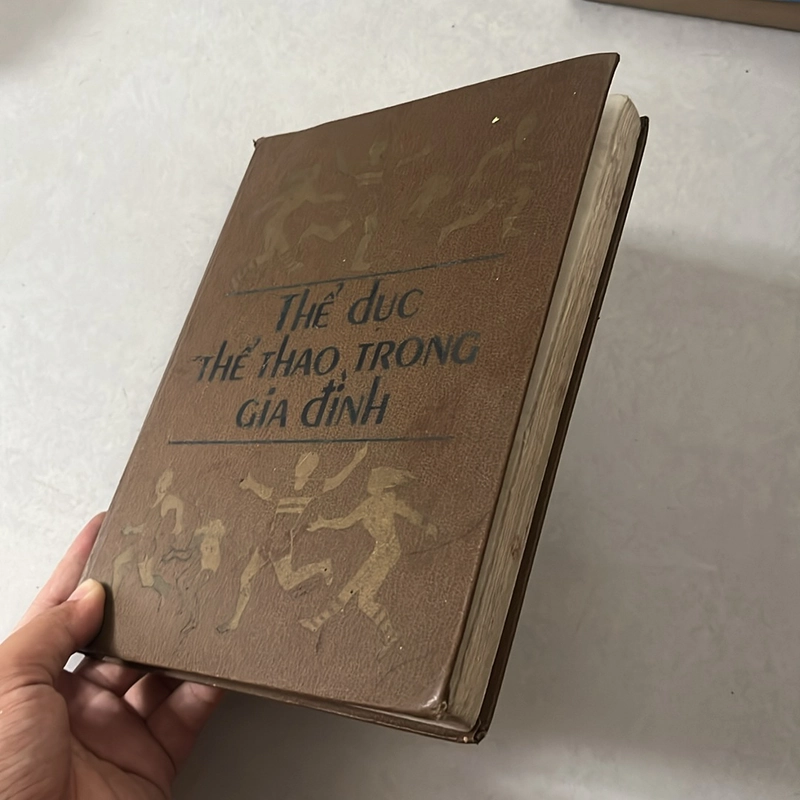 THỂ dỤC
THỂ THAO TRONG
GIA đÌNH